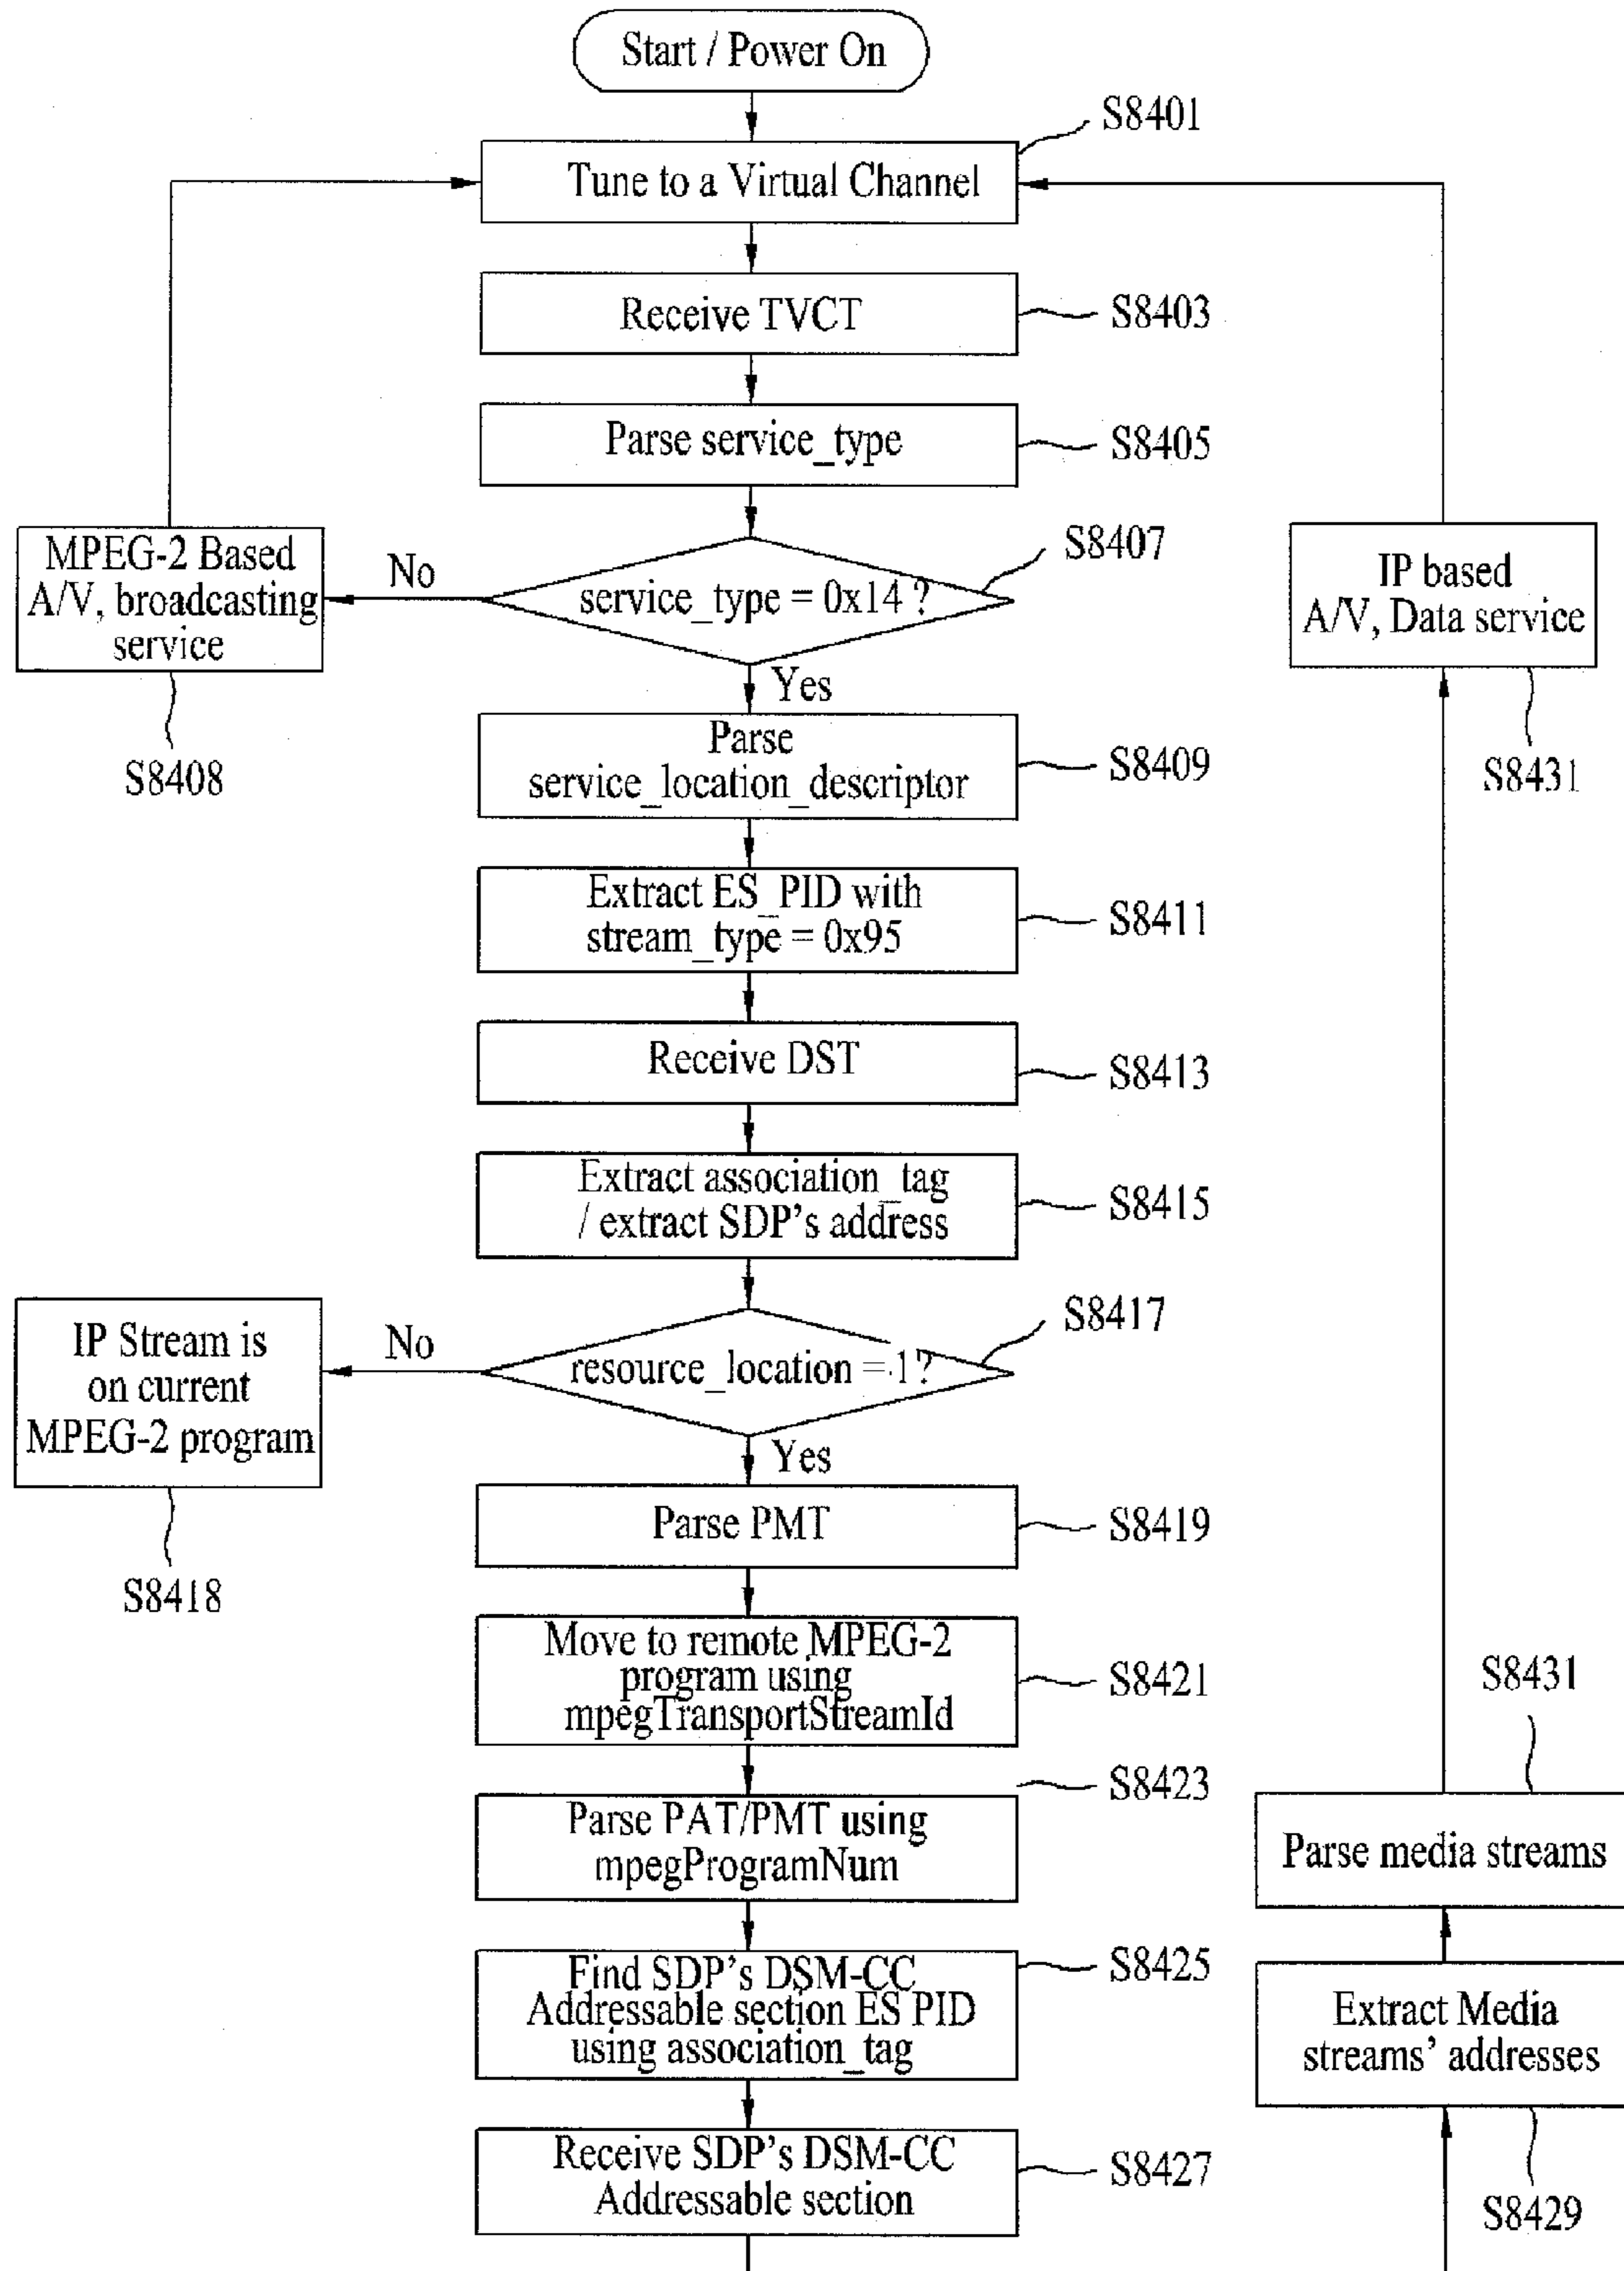 Start / Power On
S8401
Tune to a Virtual Channel
Receive TVCT
S8403
Parse service_type
S8405
S8407
MPEG-2 Based
A/V, broadcasting
service
No
service_type = 0x14 ?
IP based
A/V, Data service
Yes
S8408
Parse
service_location_descriptor
S8409
S8431
Extract ES_PID with
stream_type = 0x95
S8411
Receive DST
S8413
Extract association_tag
/ extract SDP's address
S8415
S8417
IP Stream is
on current
MPEG-2 program
No
resource_location = 1?
Yes
S8418
Parse PMT
S8419
Move to remote MPEG-2
program using
mpegTransportStreamId
S8421
S8431
S8423
Parse PAT/PMT using
mpegProgramNum
Parse media streams
S8425
Find SDP's DSM-CC
Addressable section ES PID
using association_tag
Extract Media
streams' addresses
Receive SDP's DSM-CC
Addressable section
S8427
S8429